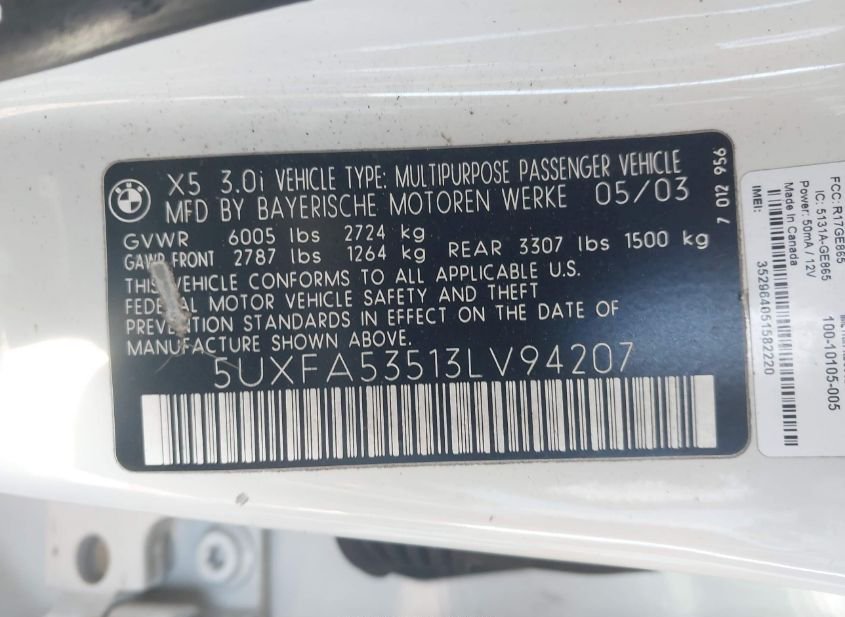 BMW
X5 3.0i VEHICLE TYPE: MULTIPURPOSE PASSENGER VEHICLE
MFD BY BAYERISCHE MOTOREN WERKE 05/03
GVWR 6005 lbs 2724 kg
GAWR FRONT 2787 lbs 1264 kg REAR 3307 lbs 1500 kg
THIS VEHICLE CONFORMS TO ALL APPLICABLE U.S.
FEDERAL MOTOR VEHICLE SAFETY AND THEFT
PREVENTION STANDARDS IN EFFECT ON THE DATE OF
MANUFACTURE SHOWN ABOVE.
5UXFA53513LV94207
7 012 956
FCC: R17GE865
IC: 5131A-GE865
Power: 50mA / 12V
Made In Canada
100-10105-005
IMEI:
352964051582220